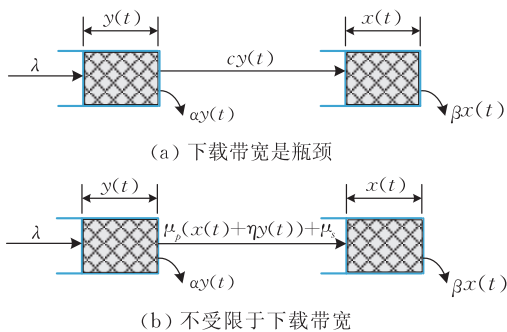 y(t) x(t)
λ cy(t)
αy(t) βx(t)
(a) 下载带宽是瓶颈
y(t) x(t)
λ μₚ(x(t)+ηy(t))+μₛ
αy(t) βx(t)
(b) 不受限于下载带宽